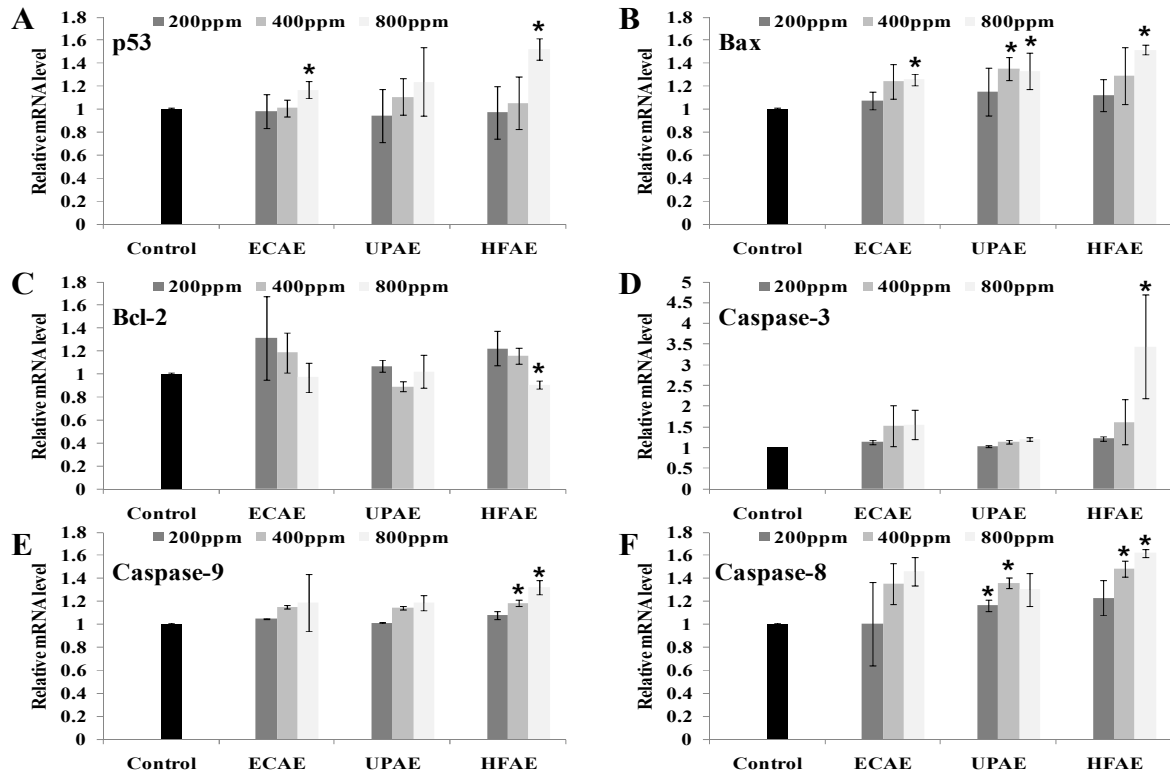 A
1.8
200ppm 400ppm 800ppm
p53
*
*
1.6
1.4
1.2
1
0.8
0.6
0.4
0.2
0
Relative mRNA level
Control ECAE UPAE HFAE
B
1.8
200ppm 400ppm 800ppm
Bax
*
*
*
*
1.6
1.4
1.2
1
0.8
0.6
0.4
0.2
0
Relative mRNA level
Control ECAE UPAE HFAE
C
1.8
200ppm 400ppm 800ppm
Bcl-2
*
1.6
1.4
1.2
1
0.8
0.6
0.4
0.2
0
Relative mRNA level
Control ECAE UPAE HFAE
D
5
200ppm 400ppm 800ppm
Caspase-3
*
4.5
4
3.5
3
2.5
2
1.5
1
0.5
0
Relative mRNA level
Control ECAE UPAE HFAE
E
1.8
200ppm 400ppm 800ppm
Caspase-9
*
*
1.6
1.4
1.2
1
0.8
0.6
0.4
0.2
0
Relative mRNA level
Control ECAE UPAE HFAE
F
1.8
200ppm 400ppm 800ppm
Caspase-8
*
*
*
*
1.6
1.4
1.2
1
0.8
0.6
0.4
0.2
0
Relative mRNA level
Control ECAE UPAE HFAE